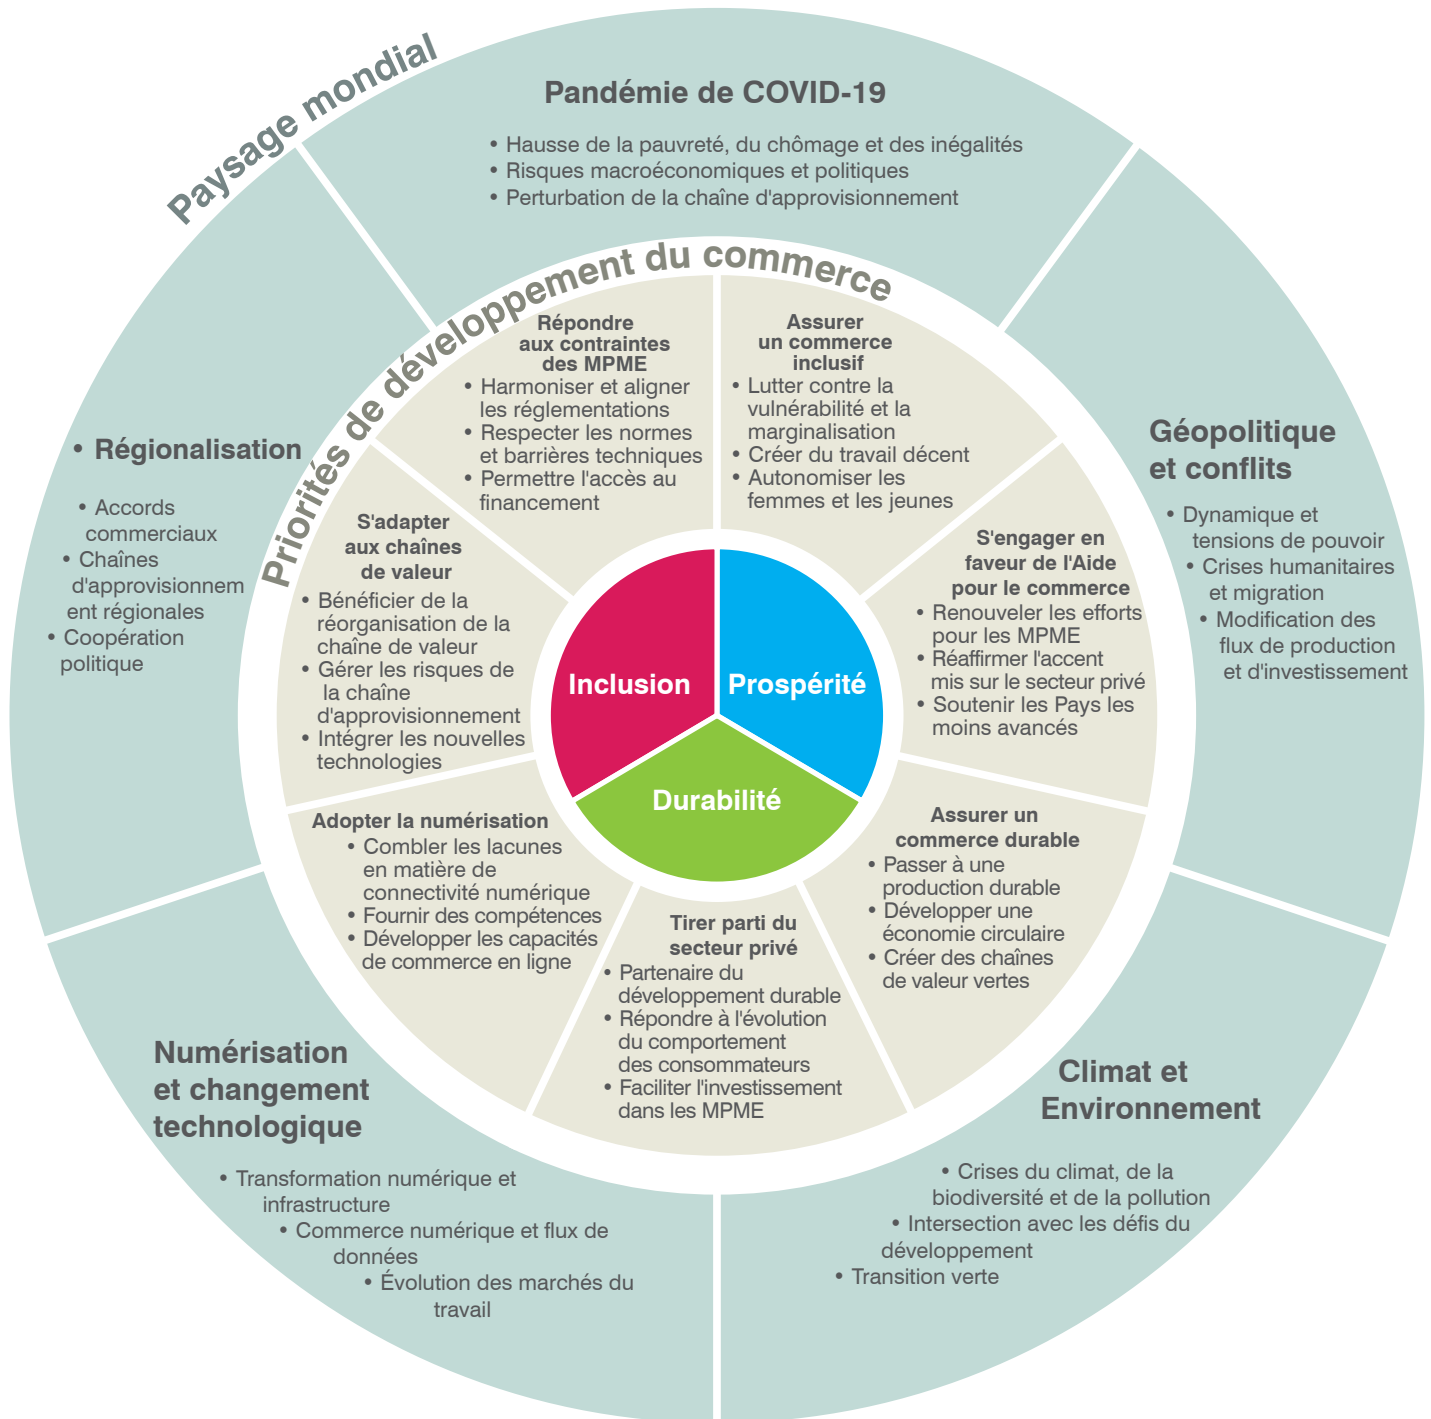 Paysage mondial
Pandémie de COVID-19
• Hausse de la pauvreté, du chômage et des inégalités
• Risques macroéconomiques et politiques
• Perturbation de la chaîne d'approvisionnement
Géopolitique
et conflits
• Dynamique et
tensions de pouvoir
• Crises humanitaires
et migration
• Modification des
flux de production
et d'investissement
Climat et
Environnement
• Crises du climat, de la
biodiversité et de la pollution
• Intersection avec les défis du
développement
• Transition verte
Numérisation
et changement
technologique
• Transformation numérique et
infrastructure
• Commerce numérique et flux de
données
• Évolution des marchés du
travail
• Régionalisation
• Accords
commerciaux
• Chaînes
d'approvisionnem
ent régionales
• Coopération
politique
Priorités de développement du commerce
Répondre
aux contraintes
des MPME
• Harmoniser et aligner
les réglementations
• Respecter les normes
et barrières techniques
• Permettre l'accès au
financement
Assurer
un commerce
inclusif
• Lutter contre la
vulnérabilité et la
marginalisation
• Créer du travail décent
• Autonomiser les
femmes et les jeunes
S'engager en
faveur de l'Aide
pour le commerce
• Renouveler les efforts
pour les MPME
• Réaffirmer l'accent
mis sur le secteur privé
• Soutenir les Pays les
moins avancés
Assurer un
commerce durable
• Passer à une
production durable
• Développer une
économie circulaire
• Créer des chaînes
de valeur vertes
Tirer parti du
secteur privé
• Partenaire du
développement durable
• Répondre à l'évolution
du comportement
des consommateurs
• Faciliter l'investissement
dans les MPME
Adopter la numérisation
• Combler les lacunes
en matière de
connectivité numérique
• Fournir des compétences
• Développer les capacités
de commerce en ligne
S'adapter
aux chaînes
de valeur
• Bénéficier de la
réorganisation de la
chaîne de valeur
• Gérer les risques de
la chaîne
d'approvisionnement
• Intégrer les nouvelles
technologies
Inclusion
Prospérité
Durabilité